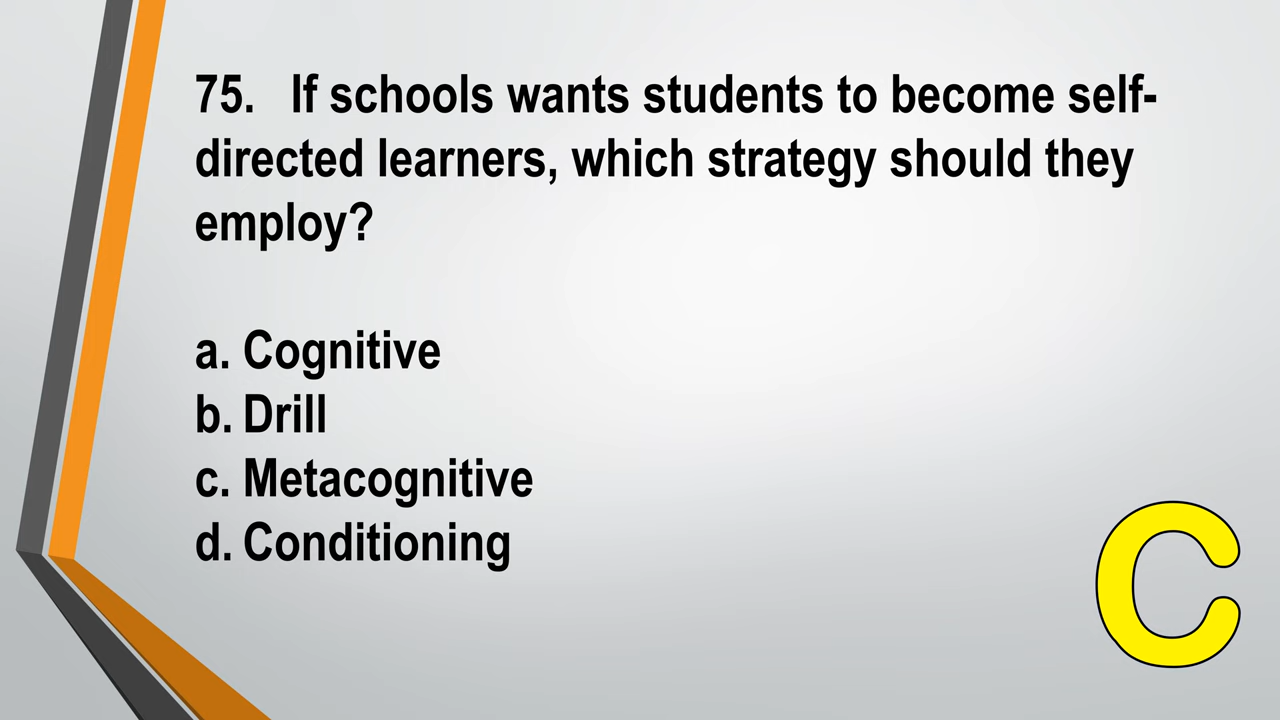 75. If schools wants students to become self-
directed learners, which strategy should they
employ?
a. Cognitive
b. Drill
c. Metacognitive
d. Conditioning
C